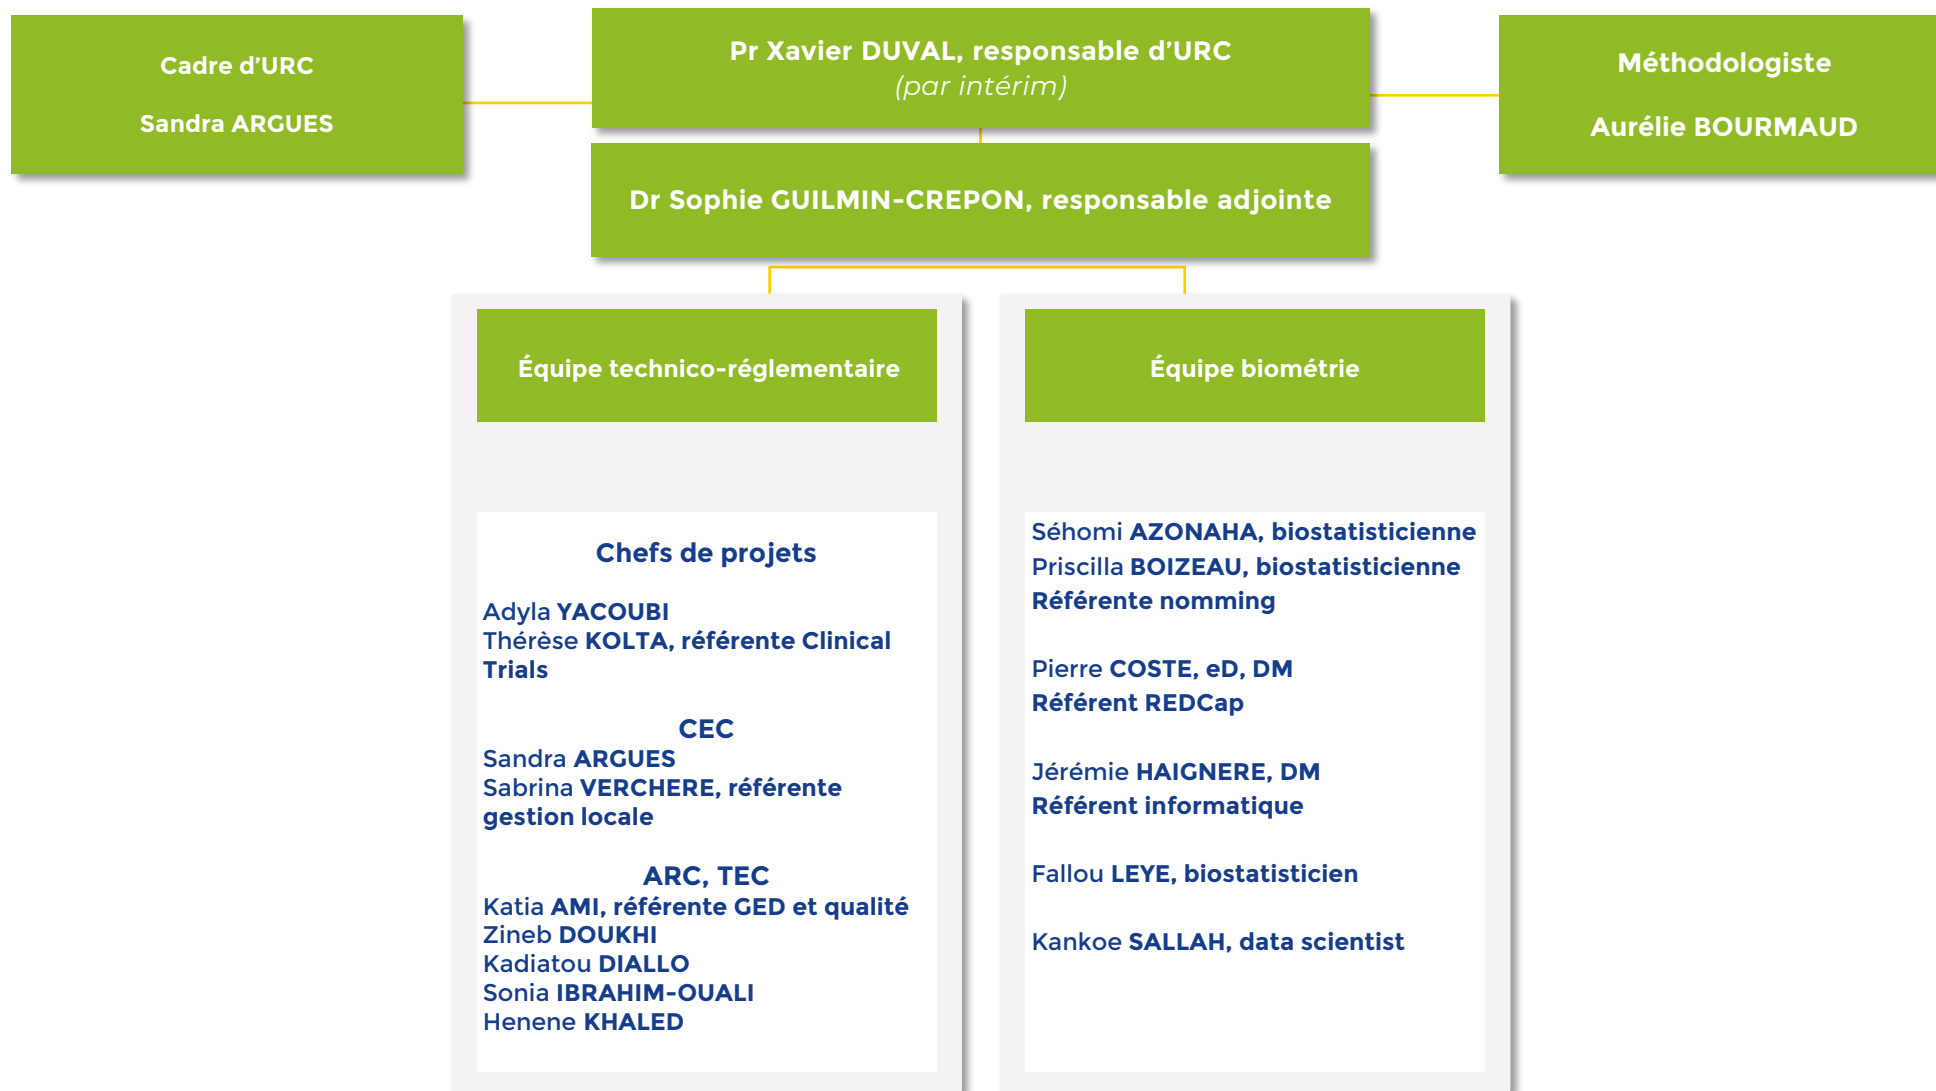 Cadre d'URC
Sandra ARGUES
Pr Xavier DUVAL, responsable d'URC
(par intérim)
Méthodologiste
Aurélie BOURMAUD
Dr Sophie GUILMIN-CREPON, responsable adjointe
Équipe technico-réglementaire
Chefs de projets
Adyla YACOUBI
Thérèse KOLTA, référente Clinical
Trials
CEC
Sandra ARGUES
Sabrina VERCHERE, référente
gestion locale
ARC, TEC
Katia AMI, référente GED et qualité
Zineb DOUKHI
Kadiatou DIALLO
Sonia IBRAHIM-OUALI
Henene KHALED
Équipe biométrie
Séhomi AZONAHA, biostatisticienne
Priscilla BOIZEAU, biostatisticienne
Référente nomming
Pierre COSTE, eD, DM
Référent REDCap
Jérémie HAIGNERE, DM
Référent informatique
Fallou LEYE, biostatisticien
Kankoe SALLAH, data scientist